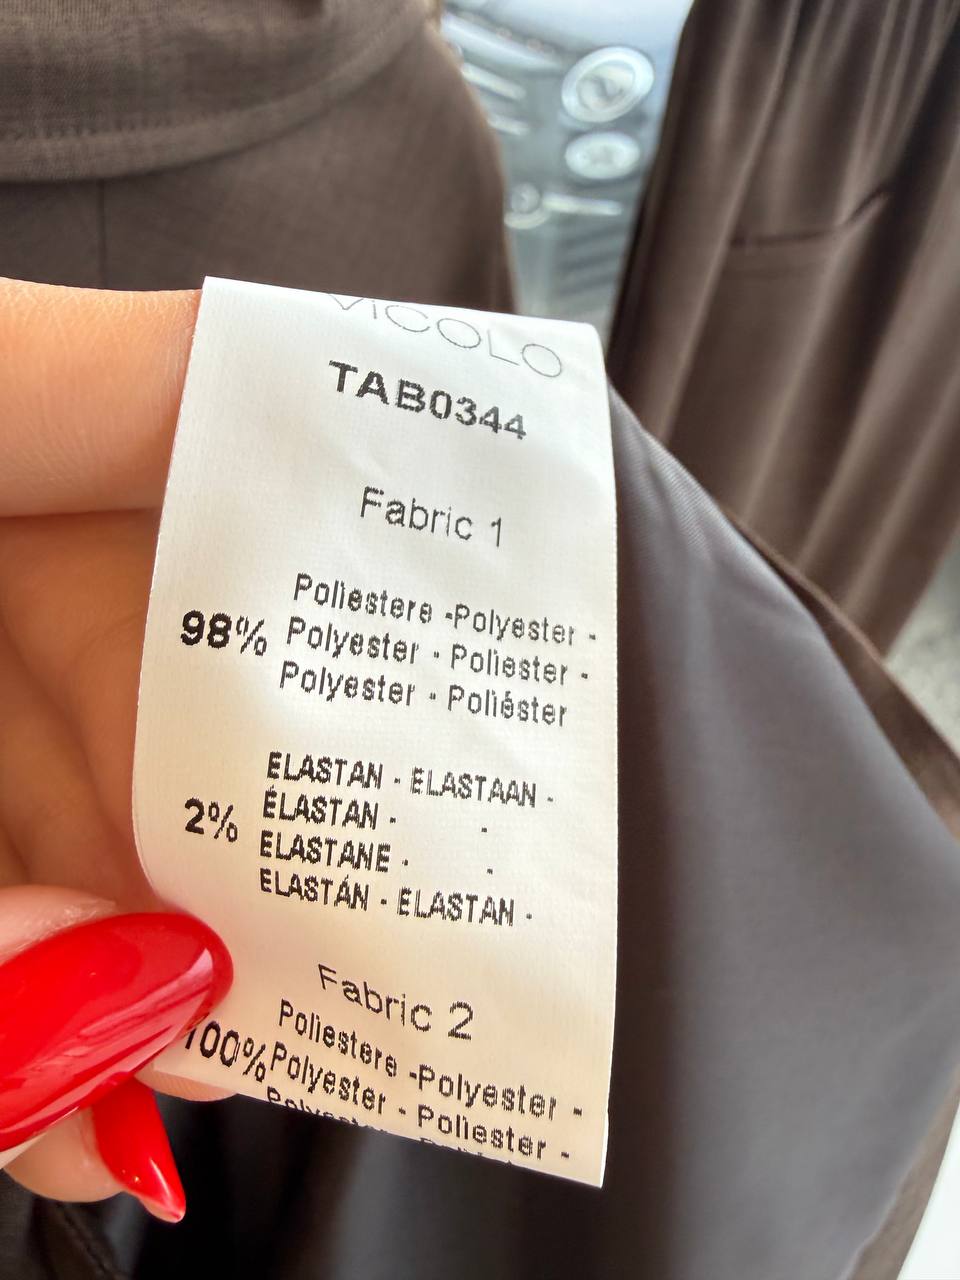 VICOLO
TAB0344
Fabric 1
98%
Poliestere -Polyester -
Polyester - Poliester -
Polyester - Poliéster
2%
ELASTAN - ELASTAAN -
ÉLASTAN - -
ELASTANE - -
ELASTÁN - ELASTAN -
Fabric 2
100%
Poliestere -Polyester -
Polyester - Poliester -
Polyester -